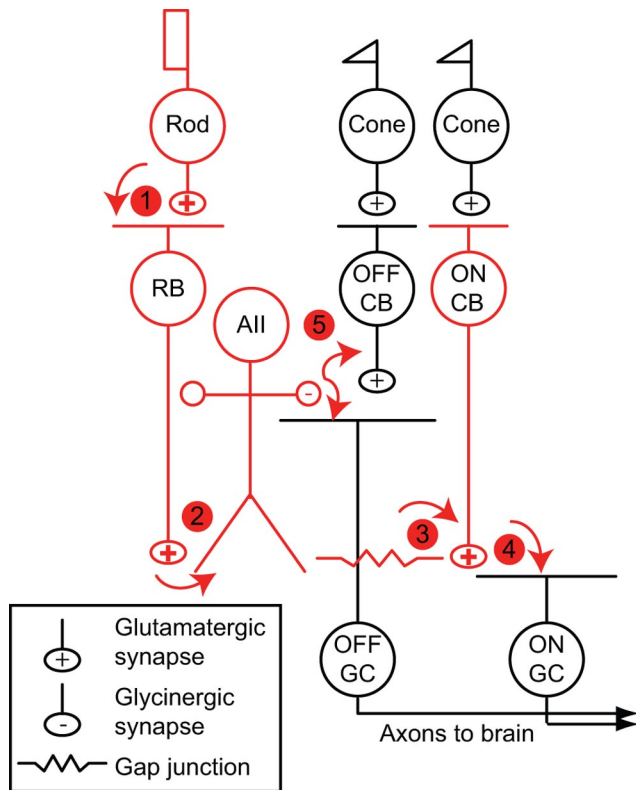 Rod
Cone
Cone
1
+
+
+
RB
OFF
CB
ON
CB
AII
5
+
-
2
3
4
+
+
Glutamatergic
synapse
+
Glycinergic
synapse
-
Gap junction
OFF
GC
ON
GC
Axons to brain